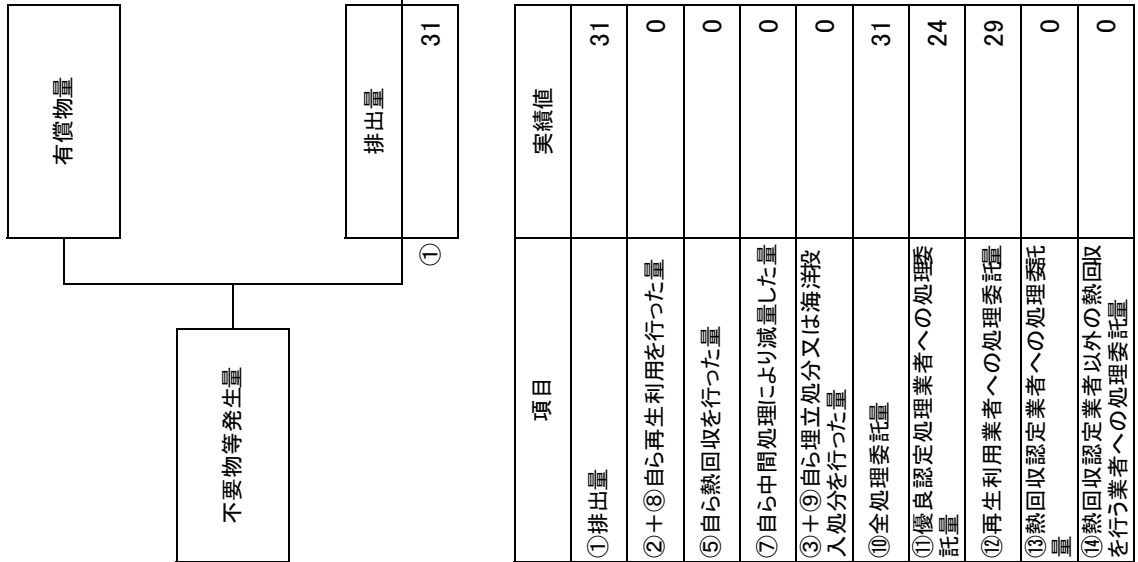 不要物等発生量
有償物量
排出量
① 31
項目 実績値
①排出量 31
②+⑧自ら再生利用を行った量 0
⑤自ら熱回収を行った量 0
⑦自ら中間処理により減量した量 0
③+⑨自ら埋立処分又は海洋投
入処分を行った量 0
⑩全処理委託量 31
⑪優良認定処理業者への処理委
託量 24
⑫再生利用業者への処理委託量 29
⑬熱回収認定業者への処理委託
量 0
⑭熱回収認定業者以外の熱回収
を行う業者への処理委託量 0